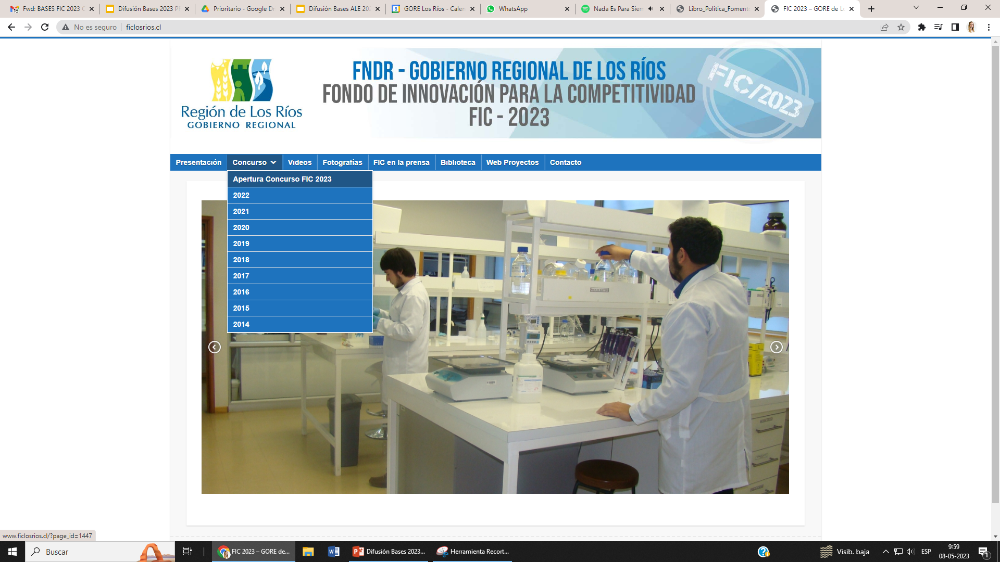 Fwd: BASES FIC 2023 C
Difusión Bases 2023 P
Prioritario - Google Dr
Difusión Bases ALE 20
GORE Los Ríos - Calen
WhatsApp
Nada Es Para Siem
Libro_Politica_Foment
FIC 2023 – GORE de L
No es seguro
ficlosrios.cl
FNDR - GOBIERNO REGIONAL DE LOS RÍOS
FONDO DE INNOVACIÓN PARA LA COMPETITIVIDAD
FIC - 2023
FIC/2023
Región de Los Ríos
GOBIERNO REGIONAL
Presentación
Concurso
Videos
Fotografías
FIC en la prensa
Biblioteca
Web Proyectos
Contacto
Apertura Concurso FIC 2023
2022
2021
2020
2019
2018
2017
2016
2015
2014
www.ficlosrios.cl/?page_id=1447
Buscar
FIC 2023 – GORE de...
Difusión Bases 2023...
Herramienta Recort...
Visib. baja
ESP
9:59
08-05-2023
1